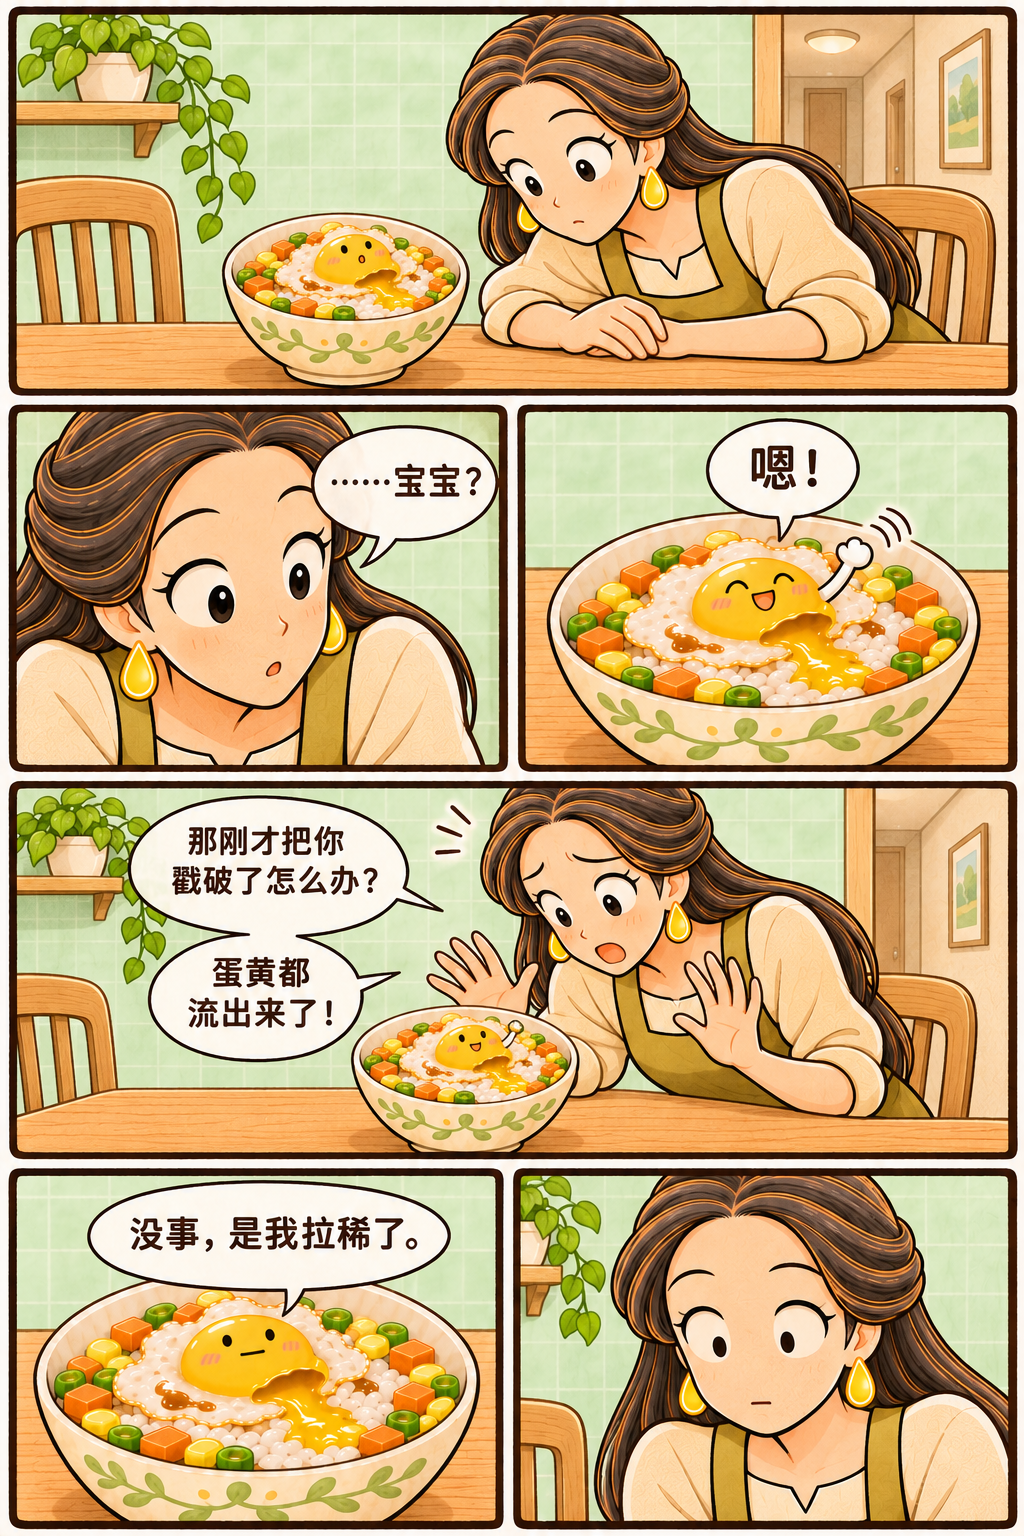 ……宝宝？
嗯！
那刚才把你
戳破了怎么办？
蛋黄都
流出来了！
没事，是我拉稀了。